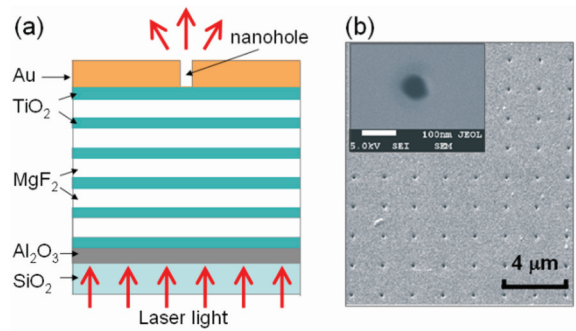 (a)
nanohole
Au
TiO2
MgF2
Al2O3
SiO2
Laser light
(b)
100nm JEOL
5.0kV SEI SEM
4 μm